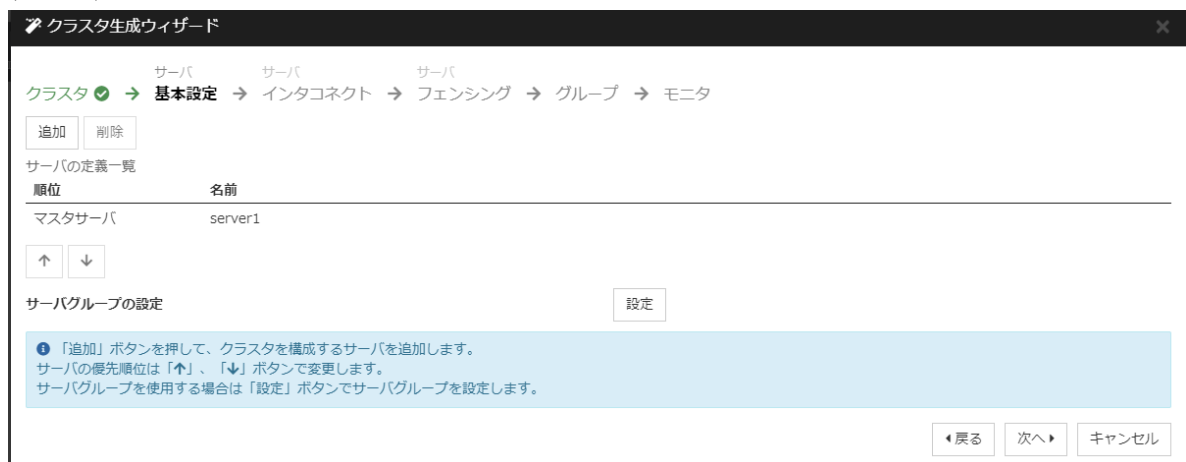 クラスタ生成ウィザード
サーバ サーバ サーバ
クラスタ → 基本設定 → インタコネクト → フェンシング → グループ → モニタ
追加 削除
サーバの定義一覧
順位 名前
マスタサーバ server1
↑ ↓
サーバグループの設定 設定
「追加」ボタンを押して、クラスタを構成するサーバを追加します。
サーバの優先順位は「↑」、「↓」ボタンで変更します。
サーバグループを使用する場合は「設定」ボタンでサーバグループを設定します。
戻る 次へ キャンセル